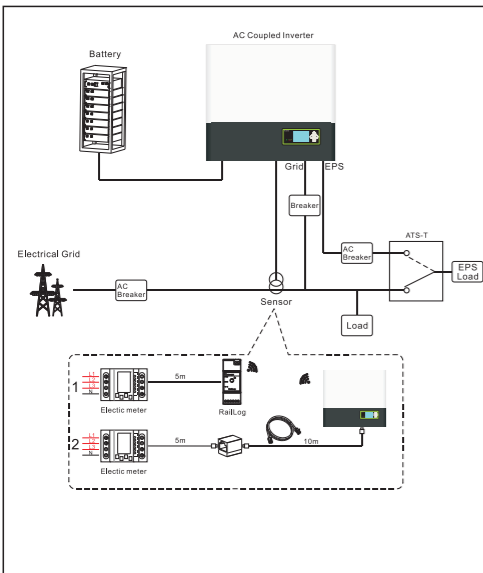 AC Coupled Inverter
Battery
Grid
EPS
Breaker
ATS-T
AC
Breaker
Electrical Grid
AC
Breaker
EPS
Load
Sensor
Load
L1
L2
L3
N
1
5m
Electic meter
RailLog
L1
L2
L3
N
2
5m
10m
Electic meter